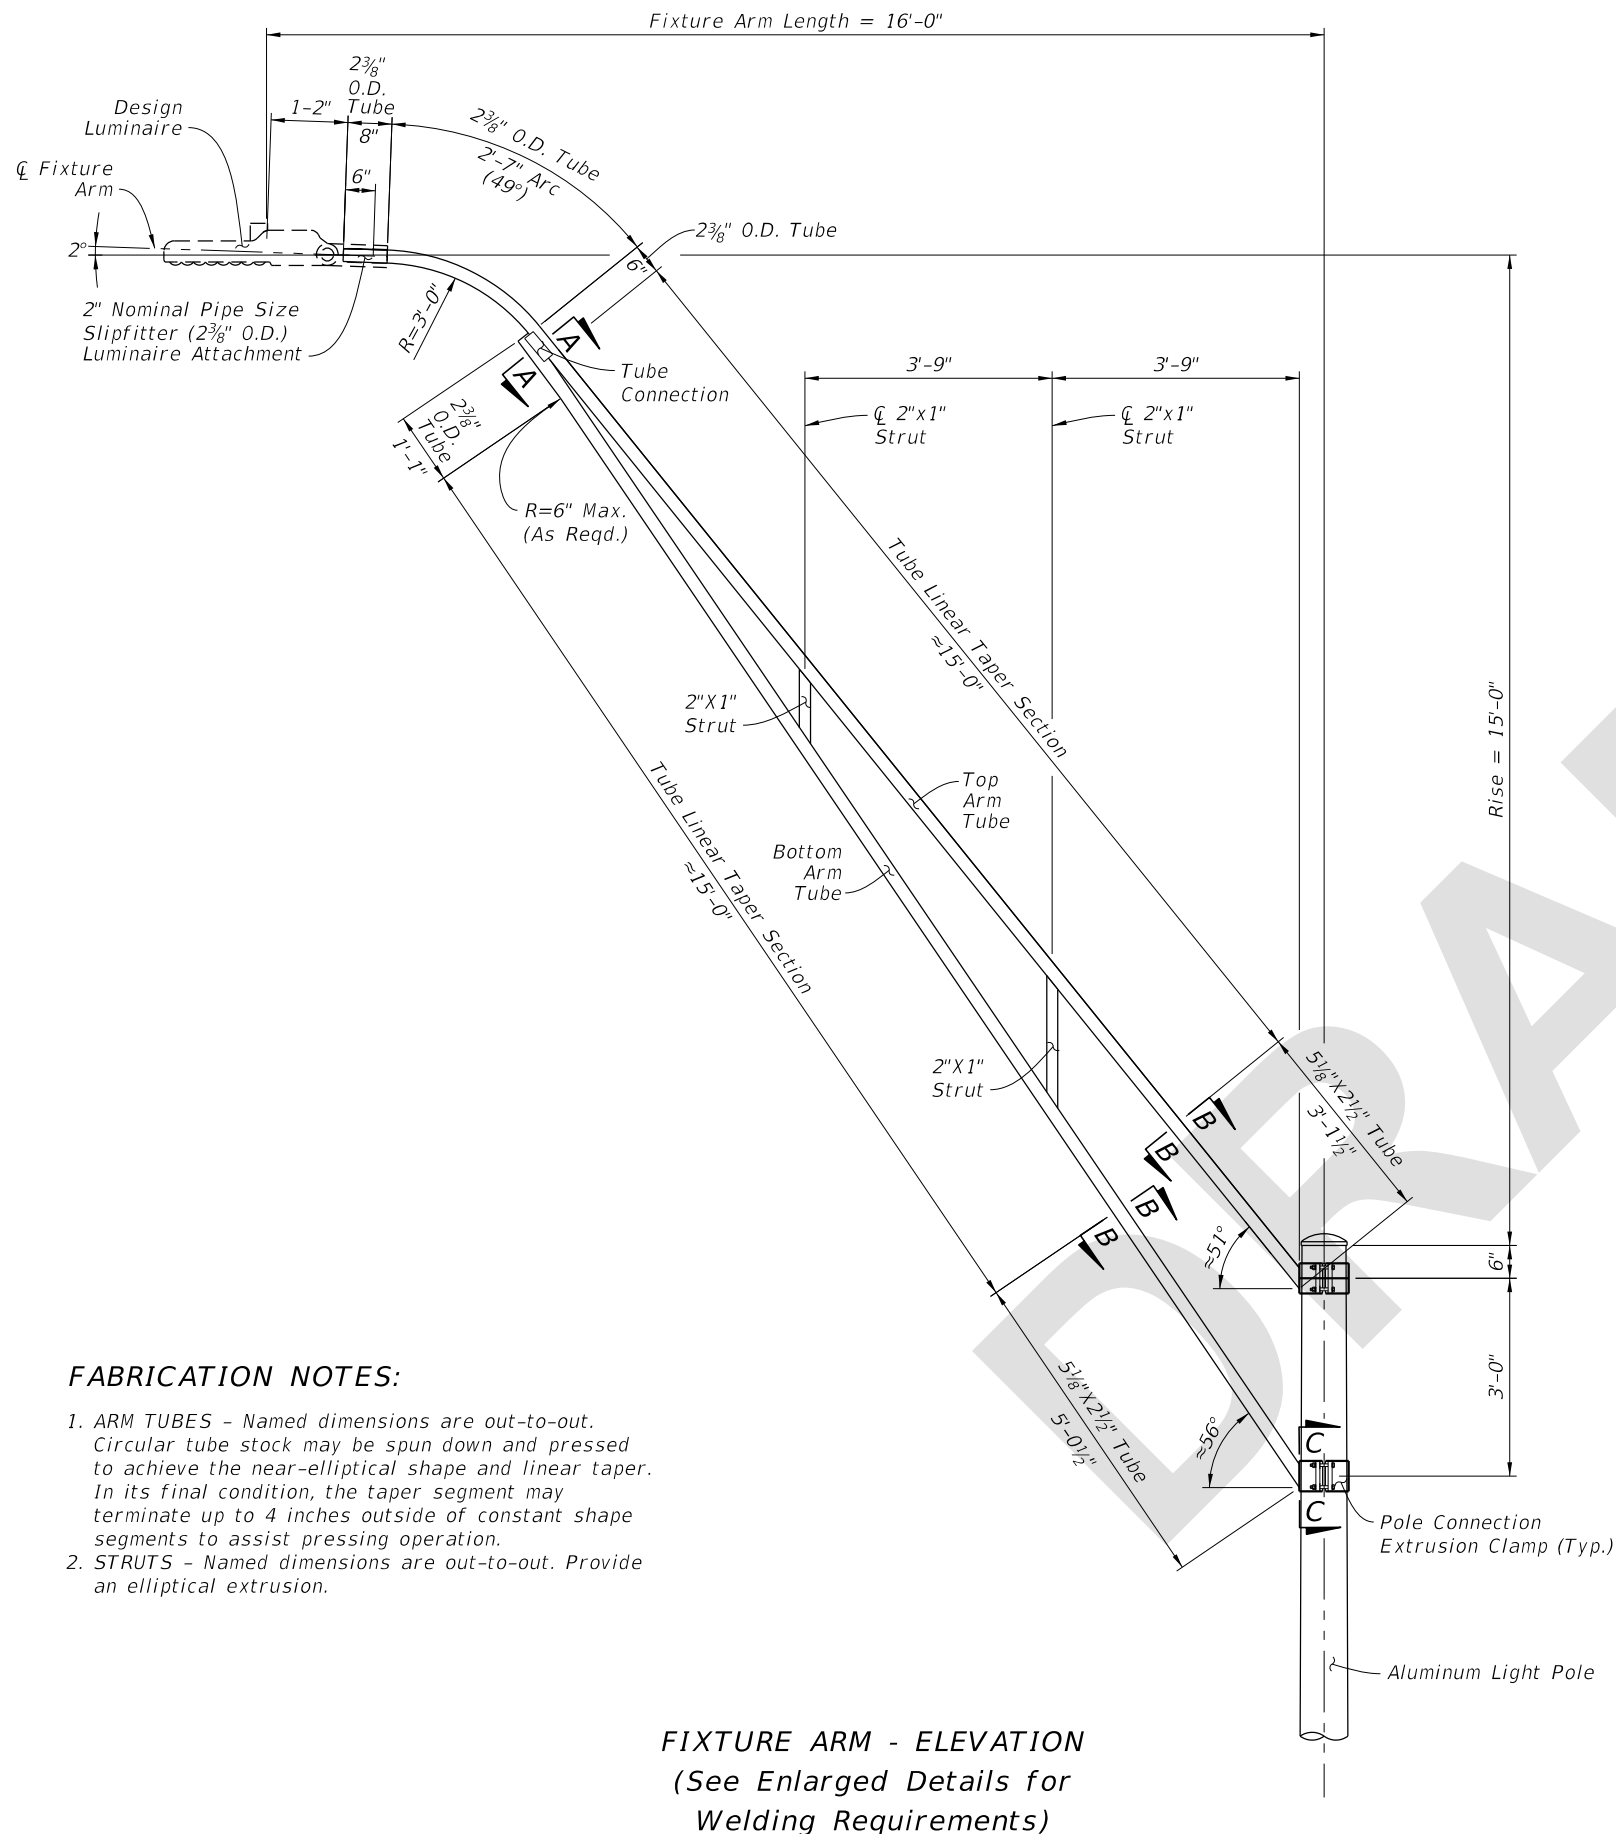 Fixture Arm Length = 16'-0"
2⅜"
O.D.
Tube
1-2"
8"
6"
Design
Luminaire
℄ Fixture
Arm
2°
2⅜" O.D. Tube
2'-7" Arc
(49°)
2⅜" O.D. Tube
6"
2" Nominal Pipe Size
Slipfitter (2⅜" O.D.)
Luminaire Attachment
R=3'-0"
A
A
Tube
Connection
2⅜"
O.D.
Tube
1'-1"
R=6" Max.
(As Reqd.)
3'-9"
3'-9"
℄ 2"x1"
Strut
℄ 2"x1"
Strut
Tube Linear Taper Section
≈15'-0"
Rise = 15'-0"
2"X1"
Strut
Top
Arm
Tube
Tube Linear Taper Section
≈15'-0"
Bottom
Arm
Tube
2"X1"
Strut
5⅛"X2½" Tube
3'-1½"
B
B
B
B
≈51°
6"
3'-0"
5⅛"X2½" Tube
5'-0½"
≈56°
C
C
Pole Connection
Extrusion Clamp (Typ.)
Aluminum Light Pole
FABRICATION NOTES:
1. ARM TUBES - Named dimensions are out-to-out.
Circular tube stock may be spun down and pressed
to achieve the near-elliptical shape and linear taper.
In its final condition, the taper segment may
terminate up to 4 inches outside of constant shape
segments to assist pressing operation.
2. STRUTS - Named dimensions are out-to-out. Provide
an elliptical extrusion.
FIXTURE ARM - ELEVATION
(See Enlarged Details for
Welding Requirements)
DRA